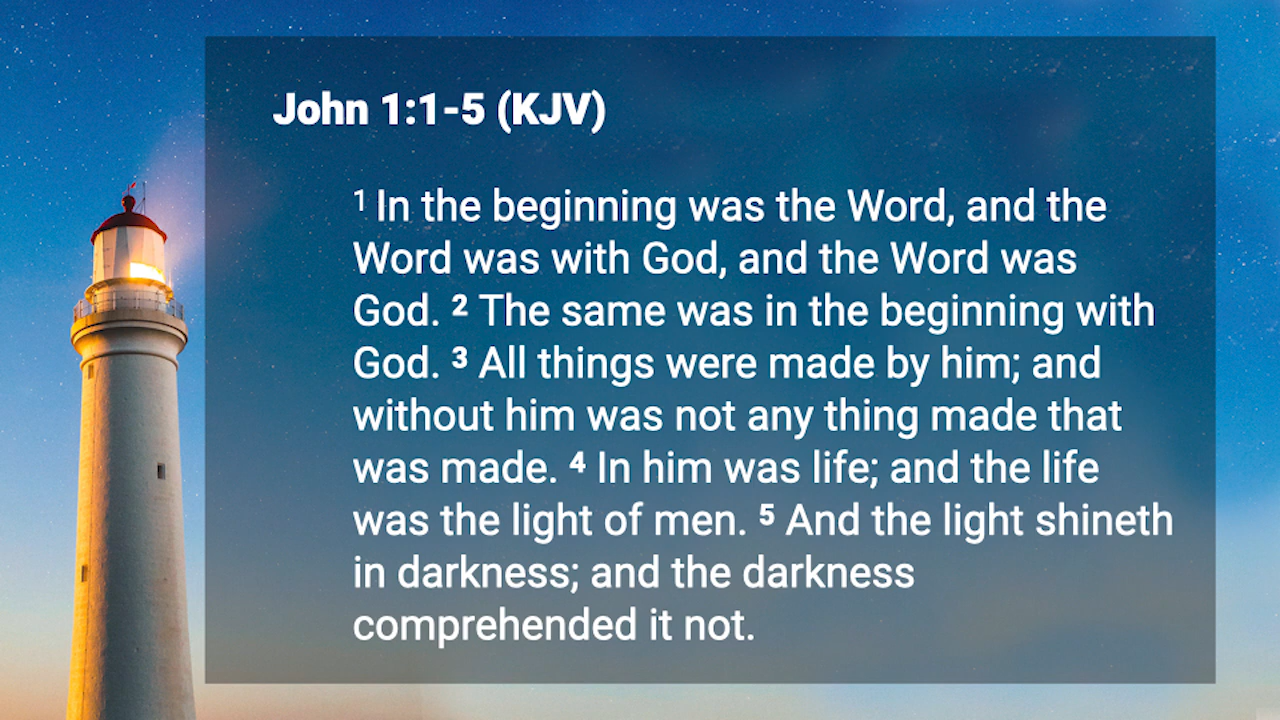 John 1:1-5 (KJV)
¹ In the beginning was the Word, and the
Word was with God, and the Word was
God. ² The same was in the beginning with
God. ³ All things were made by him; and
without him was not any thing made that
was made. ⁴ In him was life; and the life
was the light of men. ⁵ And the light shineth
in darkness; and the darkness
comprehended it not.